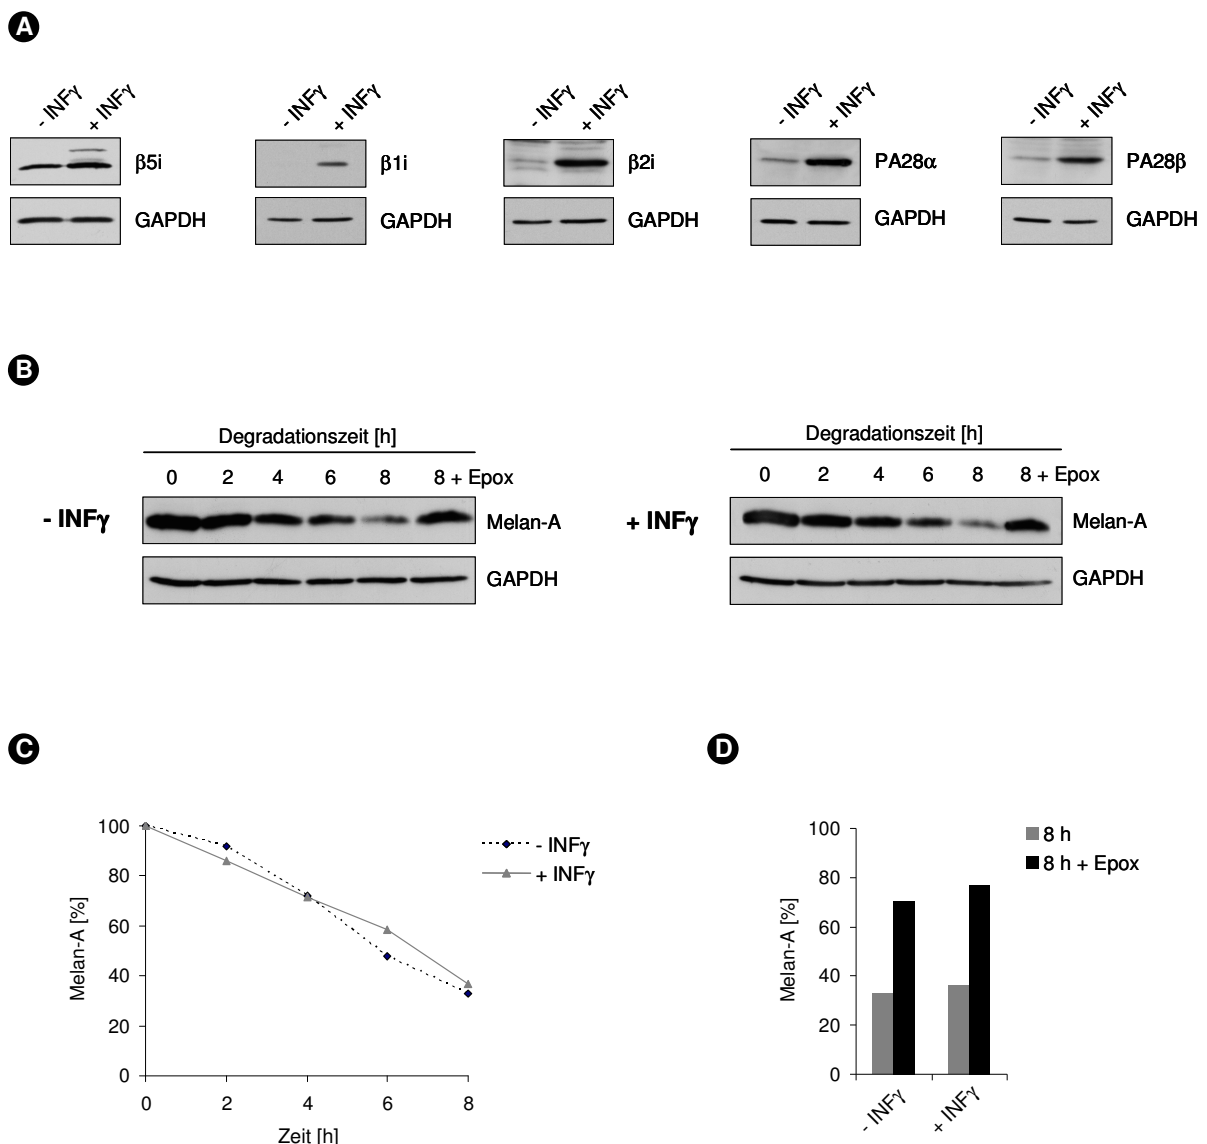 A
- INFγ + INFγ - INFγ + INFγ - INFγ + INFγ - INFγ + INFγ - INFγ + INFγ
β5i β1i β2i PA28α PA28β
GAPDH GAPDH GAPDH GAPDH GAPDH
B
Degradationszeit [h]
0 2 4 6 8 8 + Epox
- INFγ Melan-A
GAPDH
Degradationszeit [h]
0 2 4 6 8 8 + Epox
+ INFγ Melan-A
GAPDH
C
Melan-A [%]
100
80
60
40
20
0
0 2 4 6 8
Zeit [h]
- INFγ
+ INFγ
D
Melan-A [%]
100
80
60
40
20
0
- INFγ + INFγ
8 h
8 h + Epox